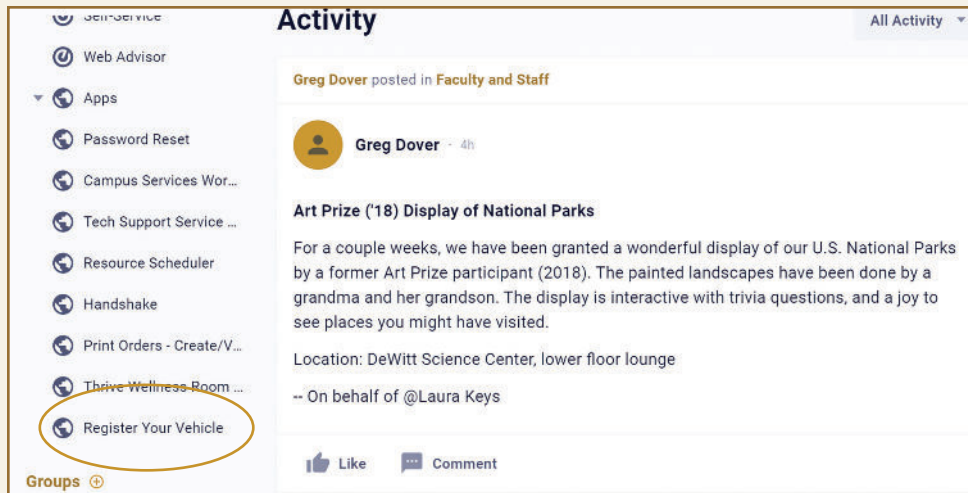 Self-Service
Web Advisor
Apps
Password Reset
Campus Services Wor...
Tech Support Service ...
Resource Scheduler
Handshake
Print Orders - Create/V...
Thrive Wellness Room ...
Register Your Vehicle
Groups
Activity
All Activity
Greg Dover posted in Faculty and Staff
Greg Dover · 4h
Art Prize ('18) Display of National Parks
For a couple weeks, we have been granted a wonderful display of our U.S. National Parks
by a former Art Prize participant (2018). The painted landscapes have been done by a
grandma and her grandson. The display is interactive with trivia questions, and a joy to
see places you might have visited.
Location: DeWitt Science Center, lower floor lounge
-- On behalf of @Laura Keys
Like
Comment